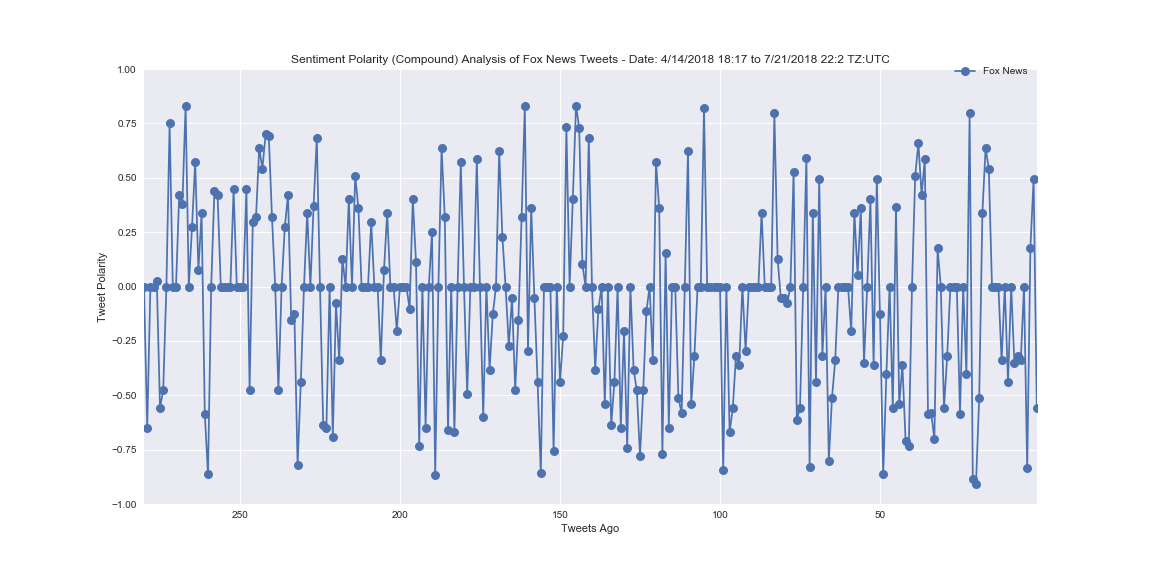 Sentiment Polarity (Compound) Analysis of Fox News Tweets - Date: 4/14/2018 18:17 to 7/21/2018 22:2 TZ:UTC
Fox News
1.00
0.75
0.50
0.25
0.00
−0.25
−0.50
−0.75
−1.00
Tweet Polarity
250 200 150 100 50
Tweets Ago